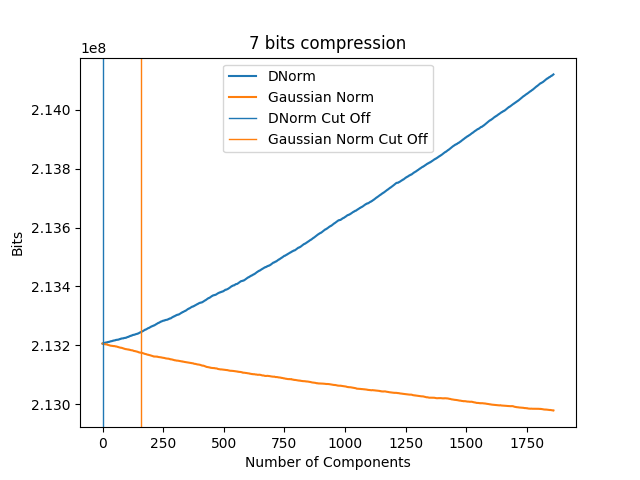 7 bits compression
1e8
DNorm
Gaussian Norm
DNorm Cut Off
Gaussian Norm Cut Off
2.140
2.138
2.136
2.134
2.132
2.130
Bits
0 250 500 750 1000 1250 1500 1750
Number of Components